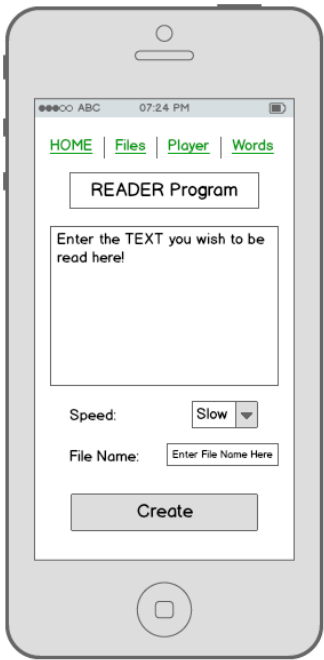 ABC 07:24 PM
HOME Files Player Words
READER Program
Enter the TEXT you wish to be
read here!
Speed: Slow
File Name: Enter File Name Here
Create